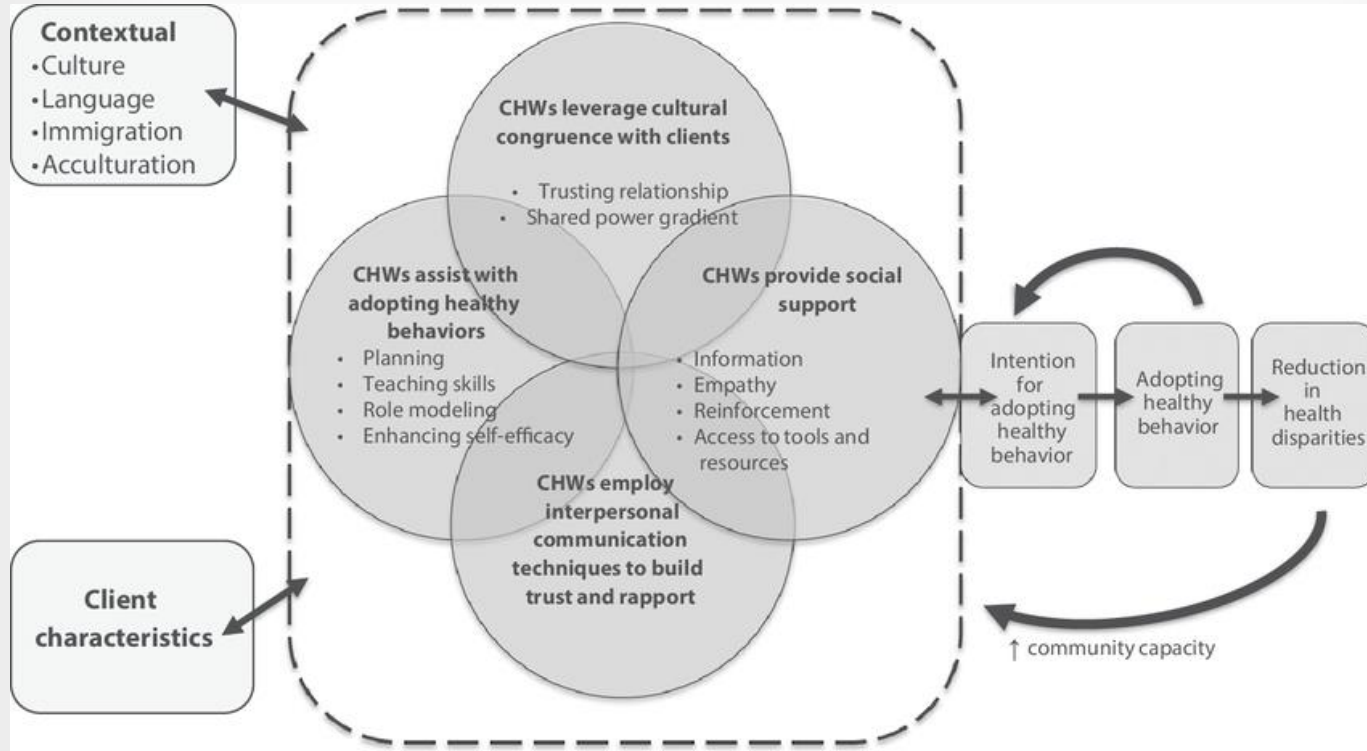 Contextual
•Culture
•Language
•Immigration
•Acculturation
CHWs leverage cultural
congruence with clients
• Trusting relationship
• Shared power gradient
CHWs assist with
adopting healthy
behaviors
• Planning
• Teaching skills
• Role modeling
• Enhancing self-efficacy
CHWs provide social
support
• Information
• Empathy
• Reinforcement
• Access to tools and
resources
CHWs employ
interpersonal
communication
techniques to build
trust and rapport
Client
characteristics
Intention
for
adopting
healthy
behavior
Adopting
healthy
behavior
Reduction
in
health
disparities
↑ community capacity